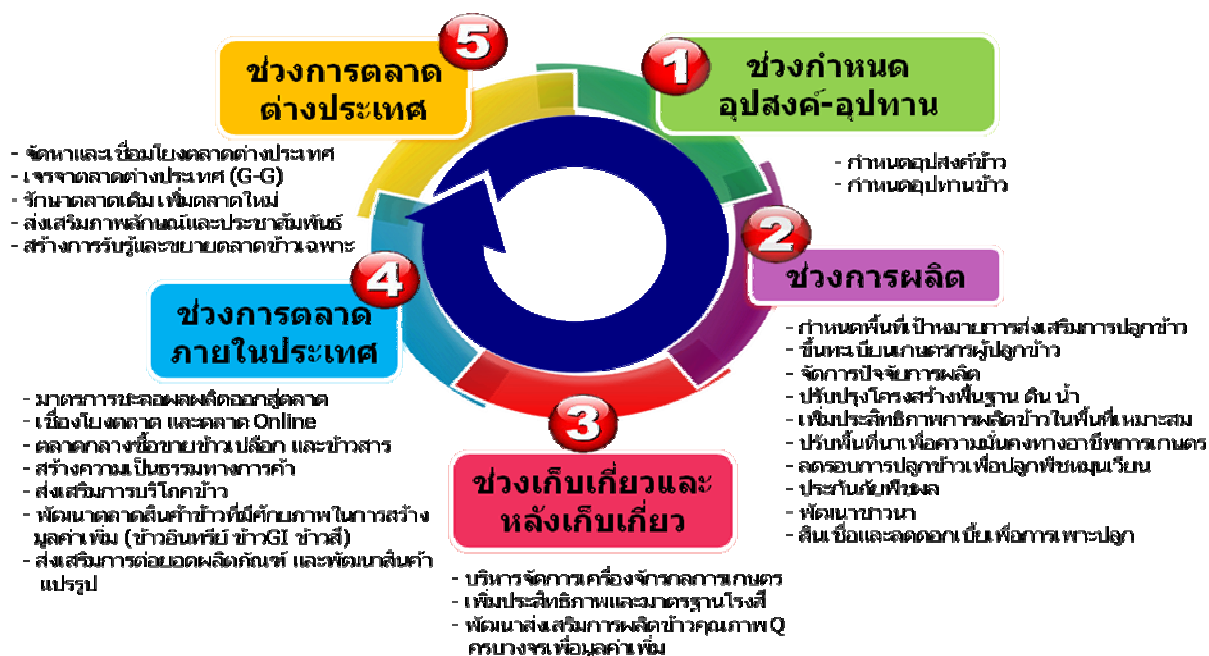 1
ช่วงกำหนด
อุปสงค์-อุปทาน
- กำหนดอุปสงค์ข้าว
- กำหนดอุปทานข้าว
2
ช่วงการผลิต
- กำหนดพื้นที่เป้าหมายการส่งเสริมการปลูกข้าว
- ขึ้นทะเบียนเกษตรกรผู้ปลูกข้าว
- จัดการปัจจัยการผลิต
- ปรับปรุงโครงสร้างพื้นฐาน ดิน น้ำ
- เพิ่มประสิทธิภาพการผลิตข้าวในพื้นที่เหมาะสม
- ปรับพื้นที่นาเพื่อความมั่นคงทางอาชีพการเกษตร
- ลดรอบการปลูกข้าวเพื่อปลูกพืชหมุนเวียน
- ประกันภัยพืชผล
- พัฒนาชาวนา
- สินเชื่อและลดดอกเบี้ยเพื่อการเพาะปลูก
3
ช่วงเก็บเกี่ยวและ
หลังเก็บเกี่ยว
- บริหารจัดการเครื่องจักรกลการเกษตร
- เพิ่มประสิทธิภาพและมาตรฐานโรงสี
- พัฒนาส่งเสริมการผลิตข้าวคุณภาพ Q
ครบวงจรเพื่อมูลค่าเพิ่ม
4
ช่วงการตลาด
ภายในประเทศ
- มาตรการชะลอผลผลิตออกสู่ตลาด
- เชื่องโยงตลาด และตลาด Online
- ตลาดกลางซื้อขายข้าวเปลือก และข้าวสาร
- สร้างความเป็นธรรมทางการค้า
- ส่งเสริมการบริโภคข้าว
- พัฒนาตลาดสินค้าข้าวที่มีศักยภาพในการสร้าง
มูลค่าเพิ่ม (ข้าวอินทรีย์ ข้าวGI ข้าวสี)
- ส่งเสริมการต่อยอดผลิตภัณฑ์ และพัฒนาสินค้า
แปรรูป
5
ช่วงการตลาด
ต่างประเทศ
- จัดหาและเชื่อมโยงตลาดต่างประเทศ
- เจรจาตลาดต่างประเทศ (G-G)
- รักษาตลาดเดิม เพิ่มตลาดใหม่
- ส่งเสริมภาพลักษณ์และประชาสัมพันธ์
- สร้างการรับรู้และขยายตลาดข้าวเฉพาะ